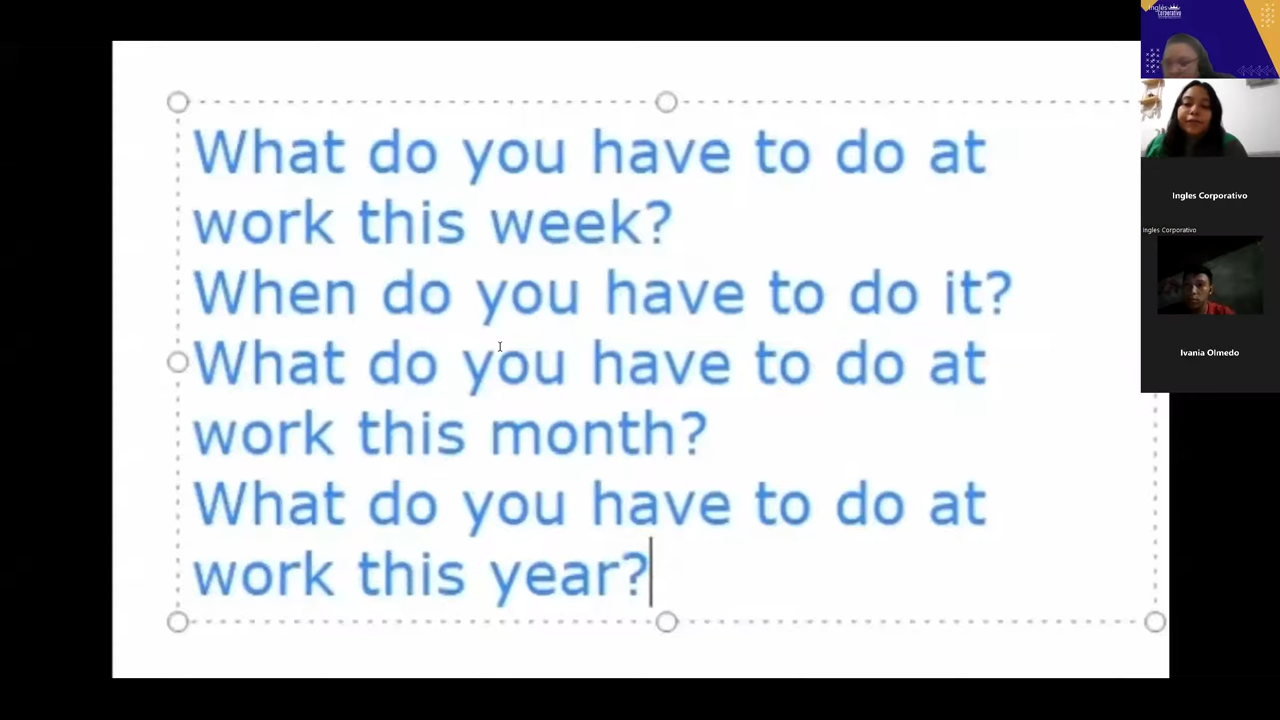 What do you have to do at
work this week?
When do you have to do it?
What do you have to do at
work this month?
What do you have to do at
work this year?
Inglés
Corporativo
Ingles Corporativo
Ingles Corporativo
Ivania Olmedo